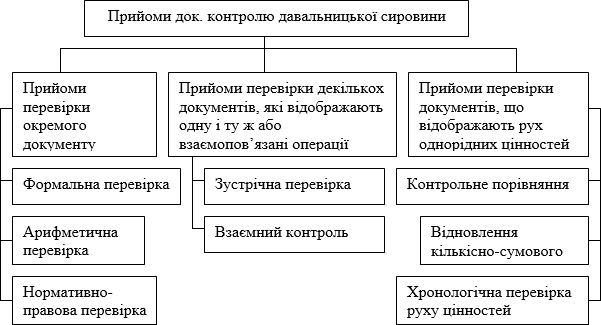 Прийоми док. контролю давальницької сировини
Прийоми
перевірки
окремого
документу
Прийоми перевірки декількох
документів, які відображають
одну і ту ж або
взаємопов’язані операції
Прийоми перевірки
документів, що
відображають рух
однорідних цінностей
Формальна перевірка
Зустрічна перевірка
Контрольне порівняння
Арифметична
перевірка
Взаємний контроль
Відновлення
кількісно-сумового
Нормативно-
правова перевірка
Хронологічна перевірка
руху цінностей